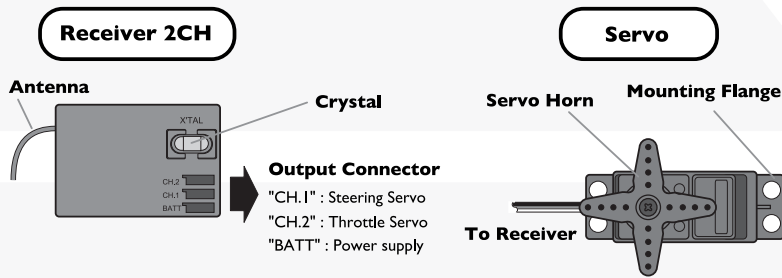 Receiver 2CH
Servo
Antenna
Crystal
X'TAL
CH,2
CH,1
BATT
Output Connector
"CH.1" : Steering Servo
"CH.2" : Throttle Servo
"BATT" : Power supply
Servo Horn
Mounting Flange
To Receiver